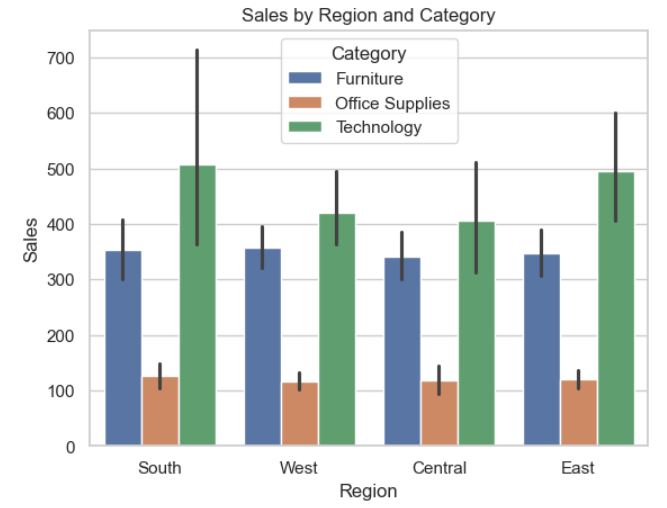 Sales by Region and Category
Category
Furniture
Office Supplies
Technology
Sales
700
600
500
400
300
200
100
0
South West Central East
Region